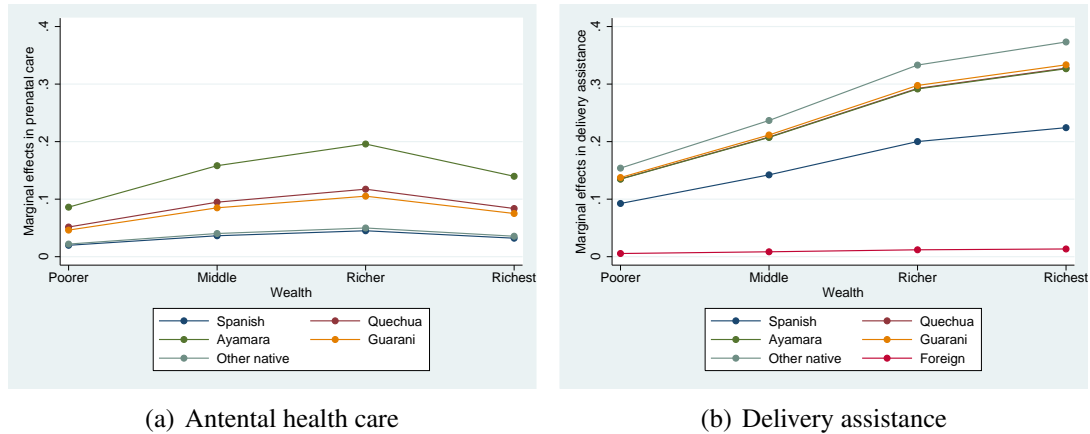 Marginal effects in prenatal care
.4
.3
.2
.1
0
Poorer Middle Richer Richest
Wealth
Spanish Quechua
Ayamara Guarani
Other native
(a) Antental health care
Marginal effects in delivery assistance
.4
.3
.2
.1
0
Poorer Middle Richer Richest
Wealth
Spanish Quechua
Ayamara Guarani
Other native Foreign
(b) Delivery assistance